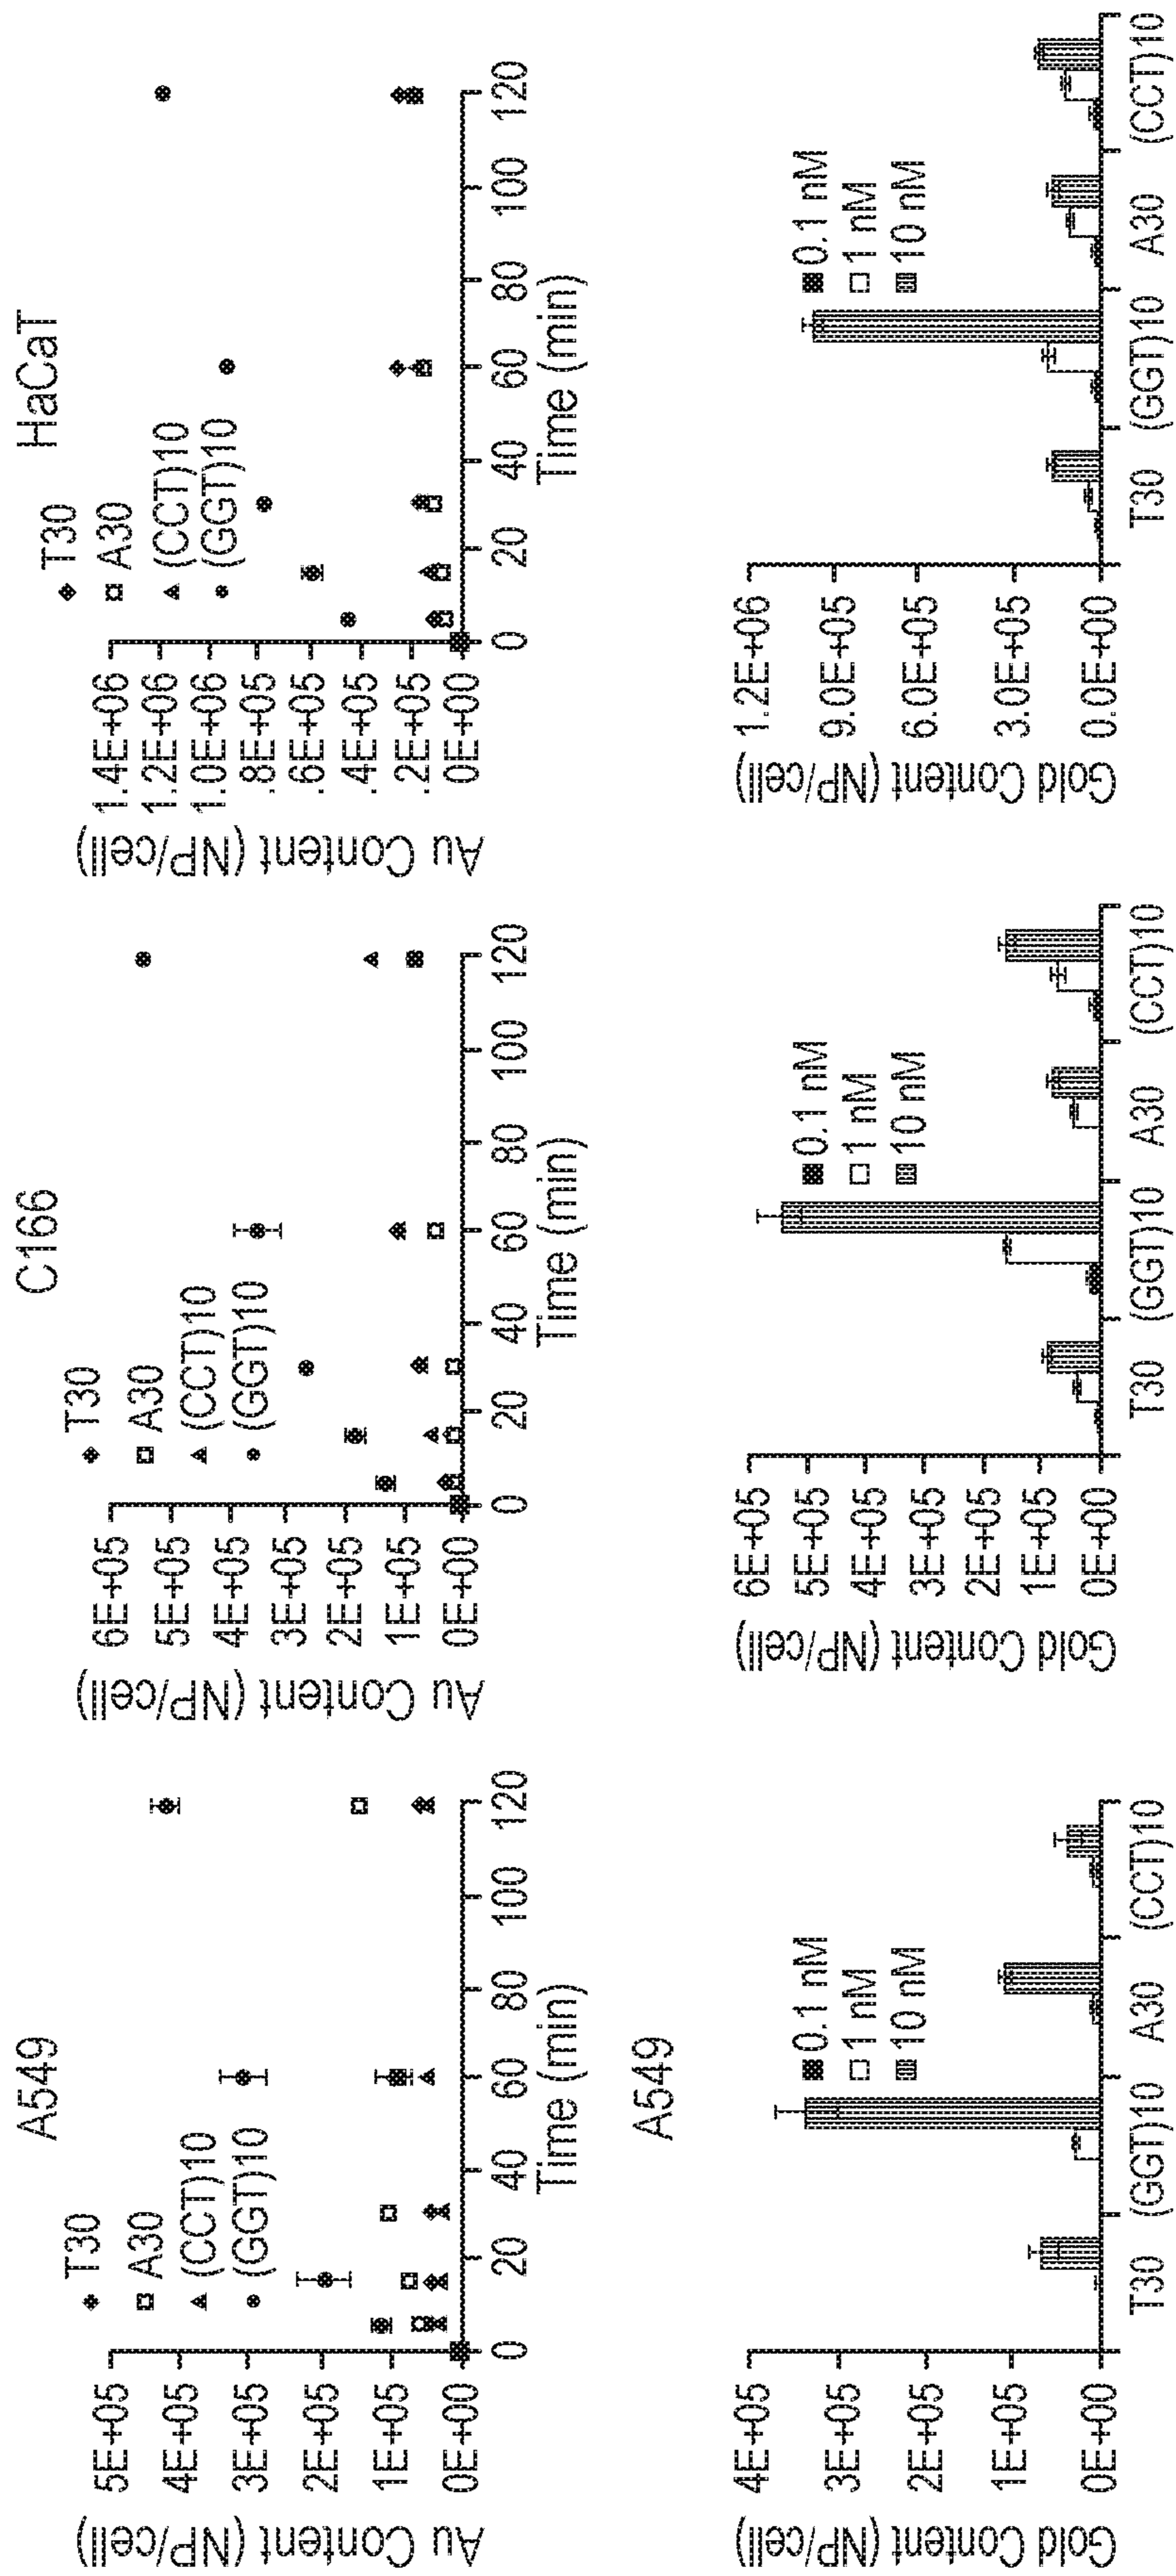 A549
Au Content (NP/cell)
5E+05
4E+05
3E+05
2E+05
1E+05
0E+00
T30
A30
(CCT)10
(GGT)10
0 20 40 60 80 100 120
Time (min)
C166
Au Content (NP/cell)
6E+05
5E+05
4E+05
3E+05
2E+05
1E+05
0E+00
T30
A30
(CCT)10
(GGT)10
0 20 40 60 80 100 120
Time (min)
HaCaT
Au Content (NP/cell)
1.4E+06
1.2E+06
1.0E+06
.8E+05
.6E+05
.4E+05
.2E+05
0E+00
T30
A30
(CCT)10
(GGT)10
0 20 40 60 80 100 120
Time (min)
A549
Gold Content (NP/cell)
4E+05
3E+05
2E+05
1E+05
0E+00
0.1 nM
1 nM
10 nM
T30 (GGT)10 A30 (CCT)10
Gold Content (NP/cell)
6E+05
5E+05
4E+05
3E+05
2E+05
1E+05
0E+00
0.1 nM
1 nM
10 nM
T30 (GGT)10 A30 (CCT)10
Gold Content (NP/cell)
1.2E+06
9.0E+05
6.0E+05
3.0E+05
0.0E+00
0.1 nM
1 nM
10 nM
T30 (GGT)10 A30 (CCT)10